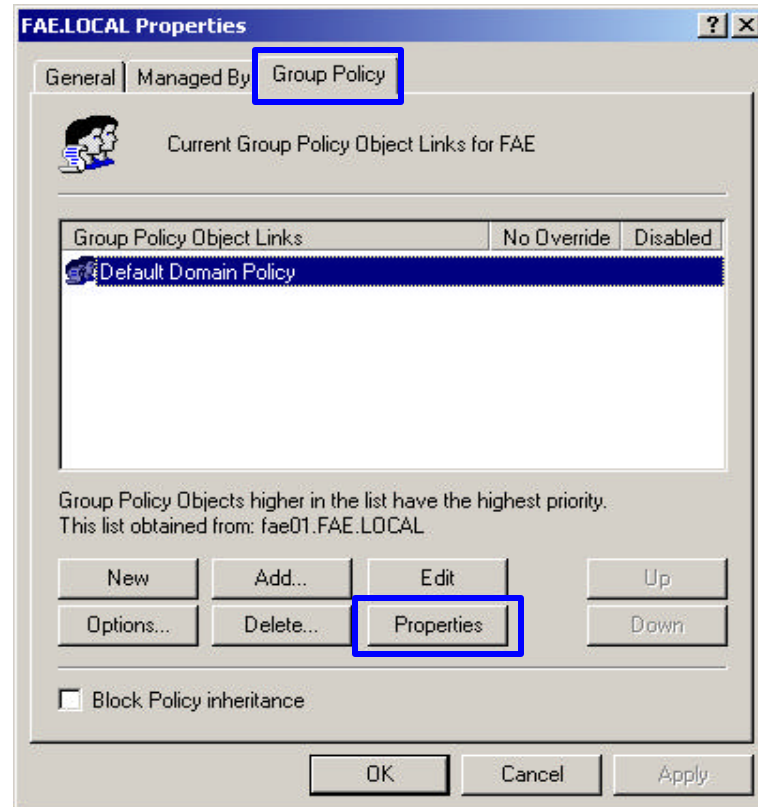 FAE.LOCAL Properties
General Managed By Group Policy
Current Group Policy Object Links for FAE
Group Policy Object Links No Override Disabled
Default Domain Policy
Group Policy Objects higher in the list have the highest priority.
This list obtained from: fae01.FAE.LOCAL
New Add... Edit Up
Options... Delete... Properties Down
Block Policy inheritance
OK Cancel Apply